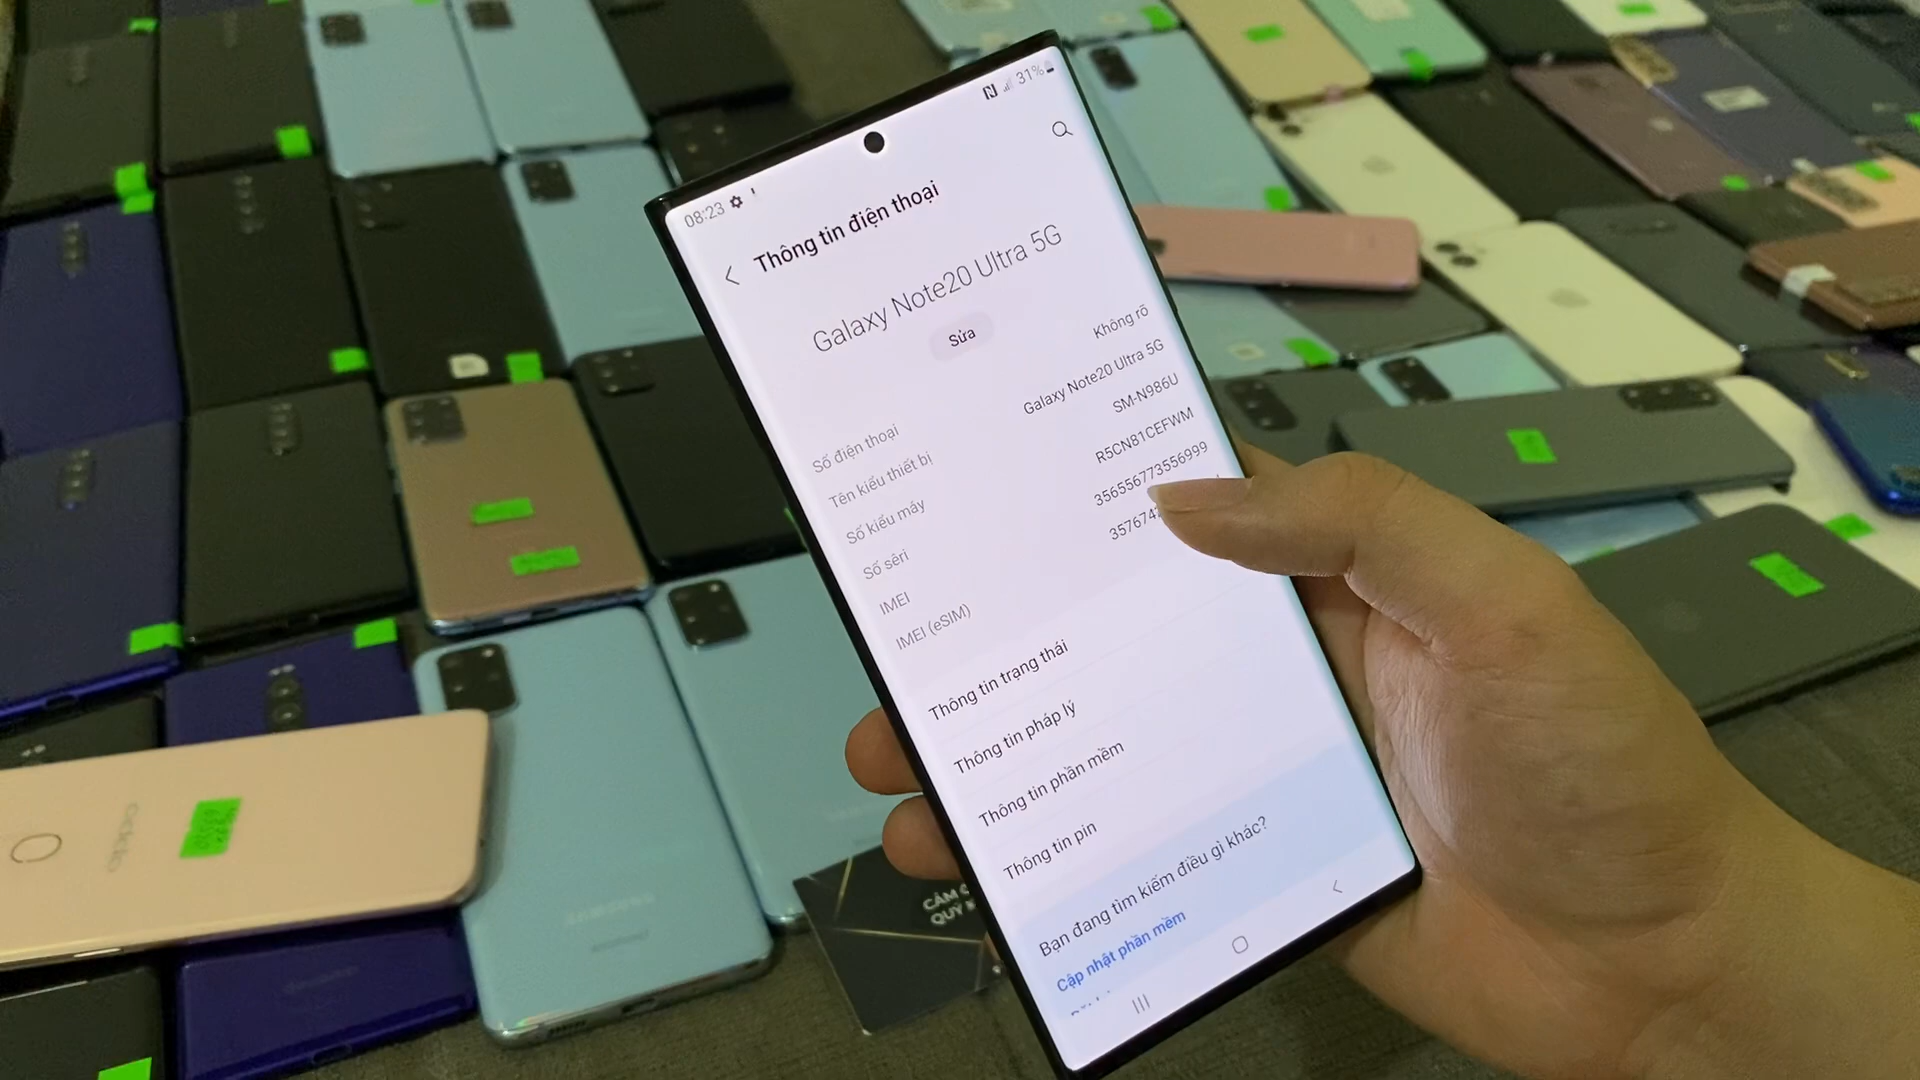 08:23
31%
Thông tin điện thoại
Galaxy Note20 Ultra 5G
Sửa
Số điện thoại Không rõ
Tên kiểu thiết bị Galaxy Note20 Ultra 5G
Số kiểu máy SM-N986U
Số sêri R5CN81CEFWM
IMEI 356556773556999
IMEI (eSIM)
Thông tin trạng thái
Thông tin pháp lý
Thông tin phần mềm
Thông tin pin
Bạn đang tìm kiếm điều gì khác?
Cập nhật phần mềm
CẢM
QUÝ
SAMSUNG